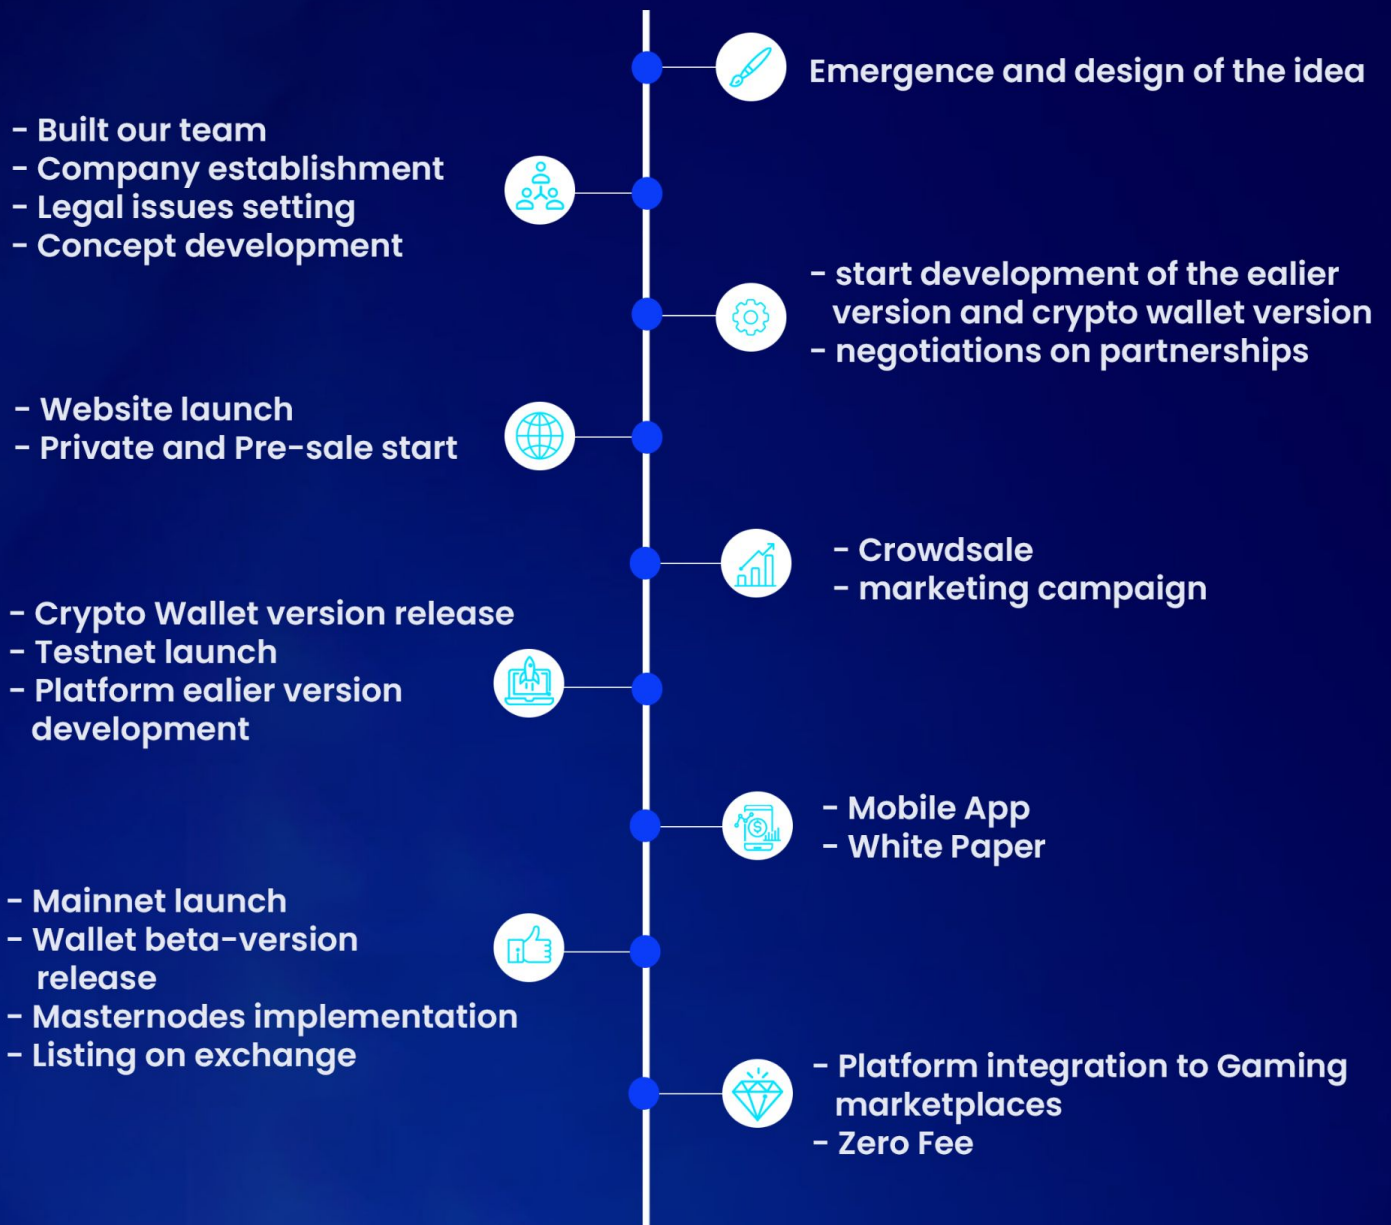 Emergence and design of the idea
- Built our team
- Company establishment
- Legal issues setting
- Concept development
- start development of the ealier
version and crypto wallet version
- negotiations on partnerships
- Website launch
- Private and Pre-sale start
- Crowdsale
- marketing campaign
- Crypto Wallet version release
- Testnet launch
- Platform ealier version
development
- Mobile App
- White Paper
- Mainnet launch
- Wallet beta-version
release
- Masternodes implementation
- Listing on exchange
- Platform integration to Gaming
marketplaces
- Zero Fee